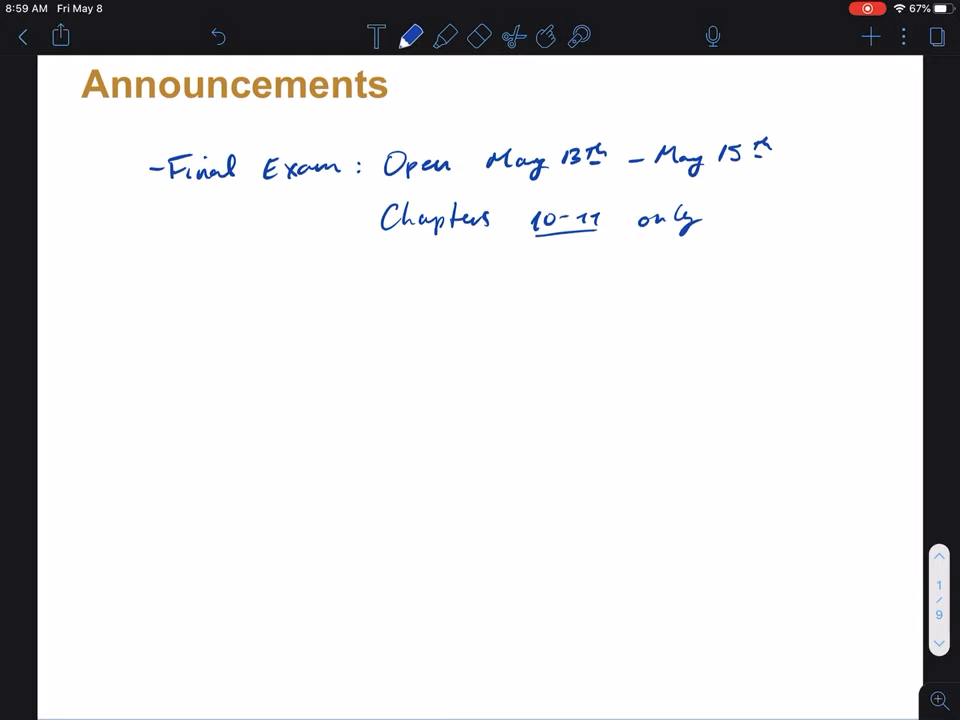 8:59 AM Fri May 8
67%
T
Announcements
- Final Exam : Open May 13th - May 15th
Chapters 10-11 only
1
/
9